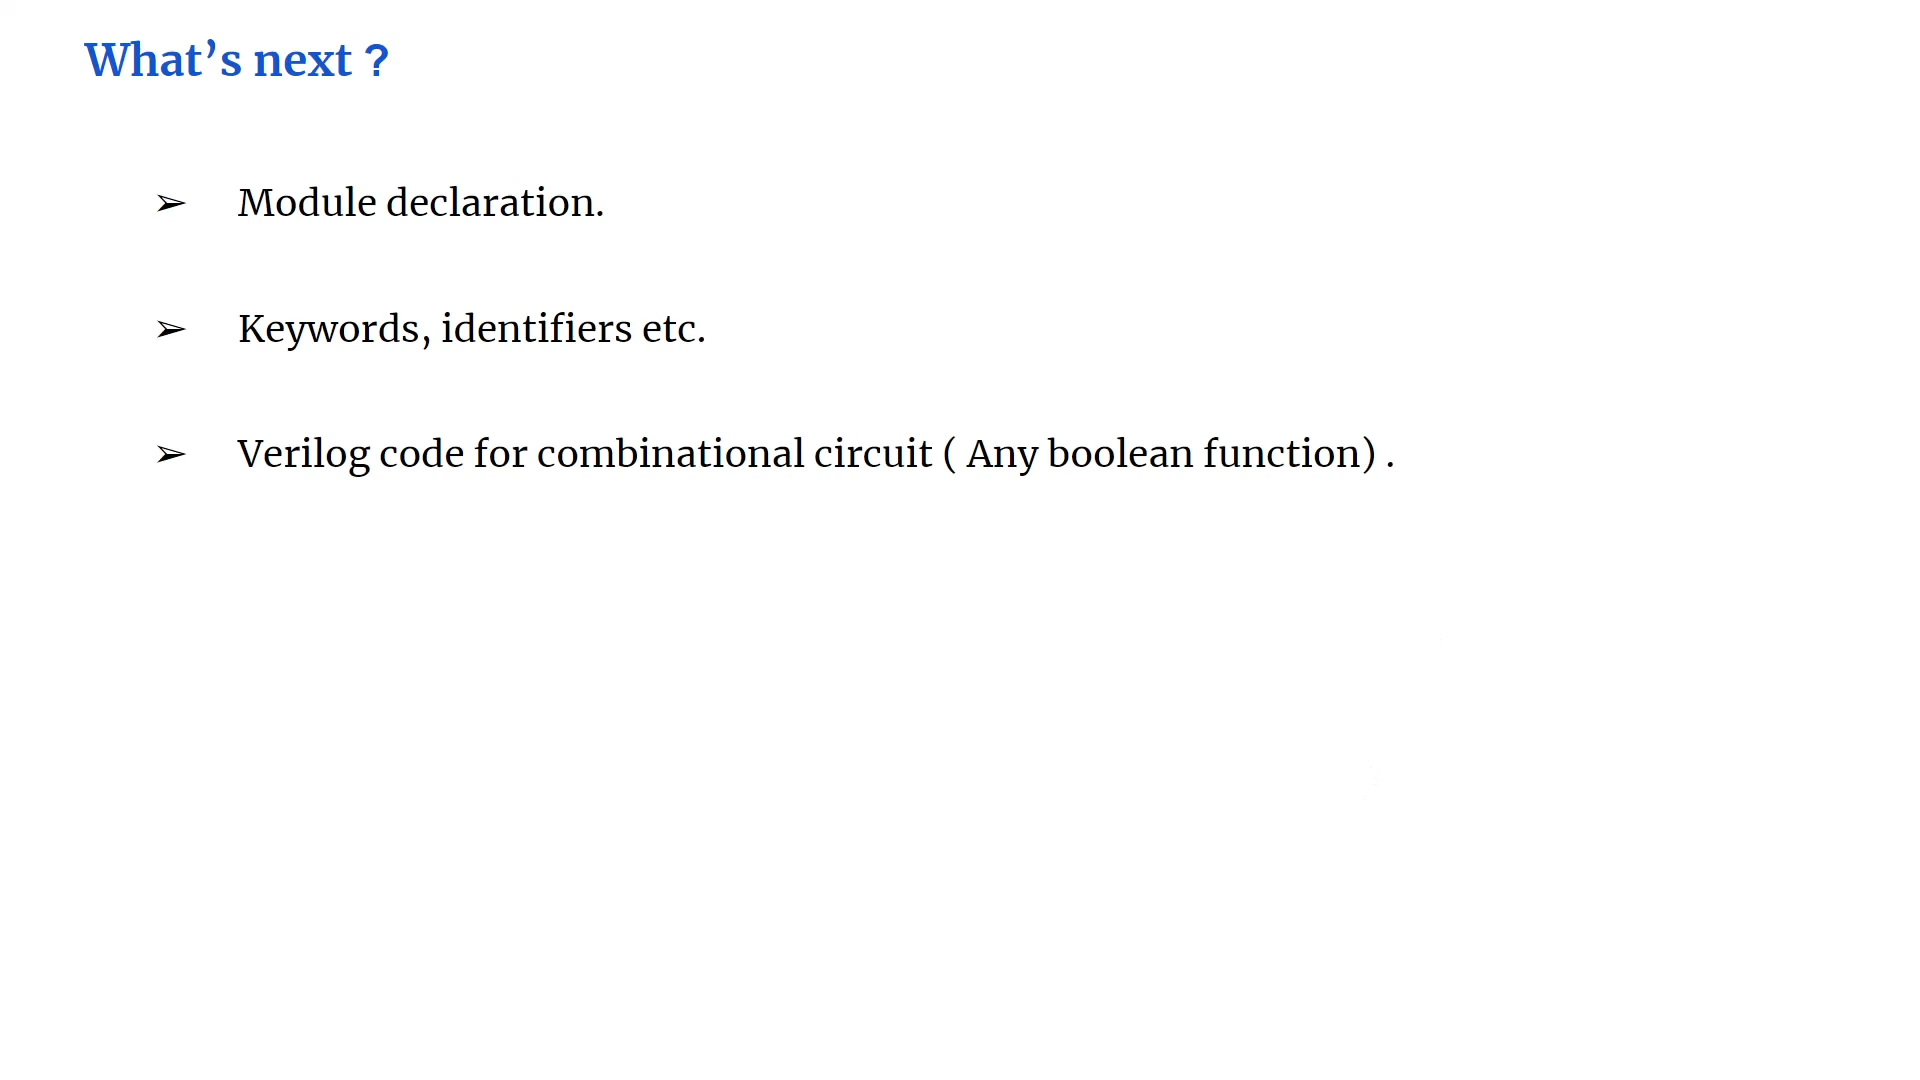 What’s next ?
➢ Module declaration.
➢ Keywords, identifiers etc.
➢ Verilog code for combinational circuit ( Any boolean function) .